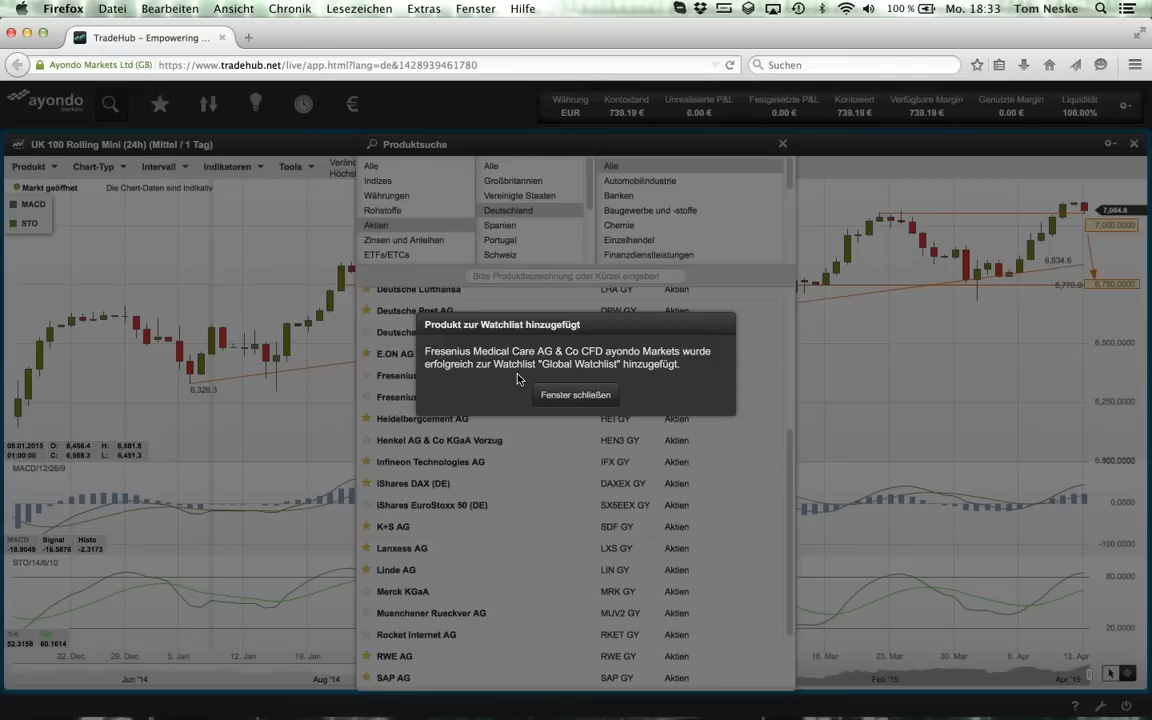 Firefox Datei Bearbeiten Ansicht Chronik Lesezeichen Extras Fenster Hilfe 100 % Mo. 18:33 Tom Neske
TradeHub – Empowering ...
Ayondo Markets Ltd (GB) https://www.tradehub.net/live/app.html?lang=de&1428939461780 Suchen
ayondo
markets
Währung Kontostand Unrealisierte P&L Festgesetzte P&L Kontowert Verfügbare Margin Genutzte Margin Liquidität
EUR 739.19 € 0.00 € 0.00 € 739.19 € 739.19 € 0.00 € 100.00%
UK 100 Rolling Mini (24h) (Mittel / 1 Tag)
Produktsuche
Produkt Chart-Typ Intervall Indikatoren Tools
Veränd
Höchs
Markt geöffnet Die Chart-Daten sind Indikativ
MACD
STO
Alle Alle Alle
Indizes Großbritannien Automobilindustrie
Währungen Vereinigte Staaten Banken
Rohstoffe Deutschland Baugewerbe und -stoffe
Aktien Spanien Chemie
Zinsen und Anleihen Portugal Einzelhandel
ETFs/ETCs Schweiz Finanzdienstleistungen
Bitte Produktbezeichnung oder Kürzel eingeben
Deutsche Lufthansa LHA GY Aktien
Deutsche Post AG DPW GY Aktien
Deutsche
E.ON AG
Fresenius
Fresenius
Heidelbergcement AG HEI GY Aktien
Henkel AG & Co KGaA Vorzug HEN3 GY Aktien
Infineon Technologies AG IFX GY Aktien
iShares DAX (DE) DAXEX GY Aktien
iShares EuroStoxx 50 (DE) SX5EEX GY Aktien
K+S AG SDF GY Aktien
Lanxess AG LXS GY Aktien
Linde AG LIN GY Aktien
Merck KGaA MRK GY Aktien
Muenchener Rueckver AG MUV2 GY Aktien
Rocket Internet AG RKET GY Aktien
RWE AG RWE GY Aktien
SAP AG SAP GY Aktien
Produkt zur Watchlist hinzugefügt
Fresenius Medical Care AG & Co CFD ayondo Markets wurde
erfolgreich zur Watchlist "Global Watchlist" hinzugefügt.
Fenster schließen
7,064.8
7,000.0000
6,834.6
6,770.0
6,750.0000
6,500.0000
6,250.0000
6,328.3
08.01.2015 O: 6,456.4 H: 6,581.8
01:00:00 C: 6,568.3 L: 6,451.3
MACD/12/26/9
0.0000
-100.0000
MACD Signal Histo
-18.9049 -16.5876 -2.3173
STO/14/6/10
80.0000
20.0000
52.3158 60.1614
22. Dez 29. Dez 5. Jan 12. Jan 19. Jan 16. Mar 23. Mar 6. Apr 13. Apr
Jun '14 Aug '14 Feb '15 Apr '15